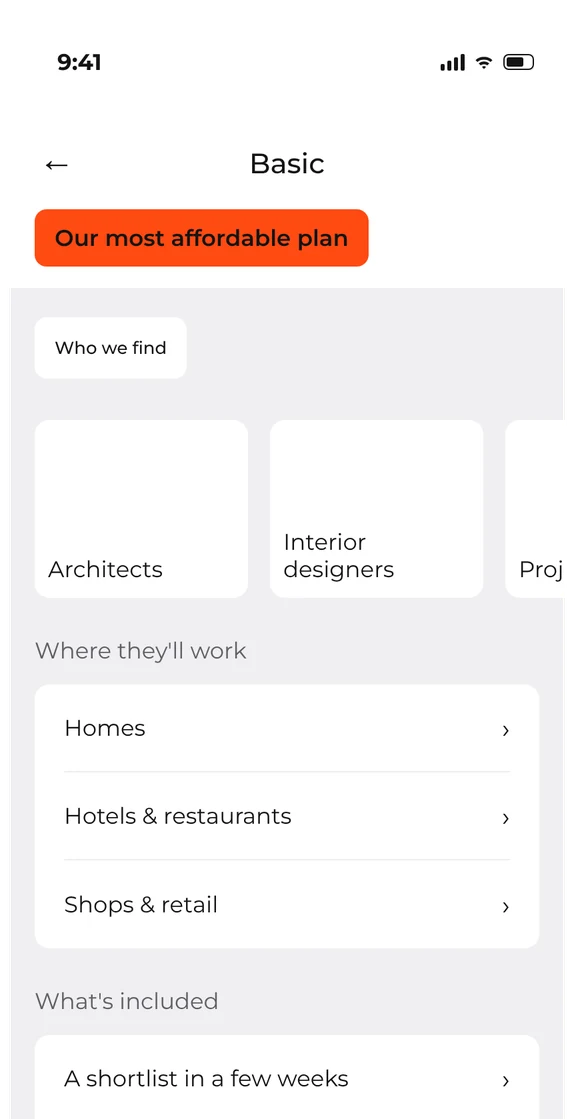 9:41
←
Basic
Our most affordable plan
Who we find
Architects
Interior
designers
Proj
Where they'll work
Homes ›
Hotels & restaurants ›
Shops & retail ›
What's included
A shortlist in a few weeks ›